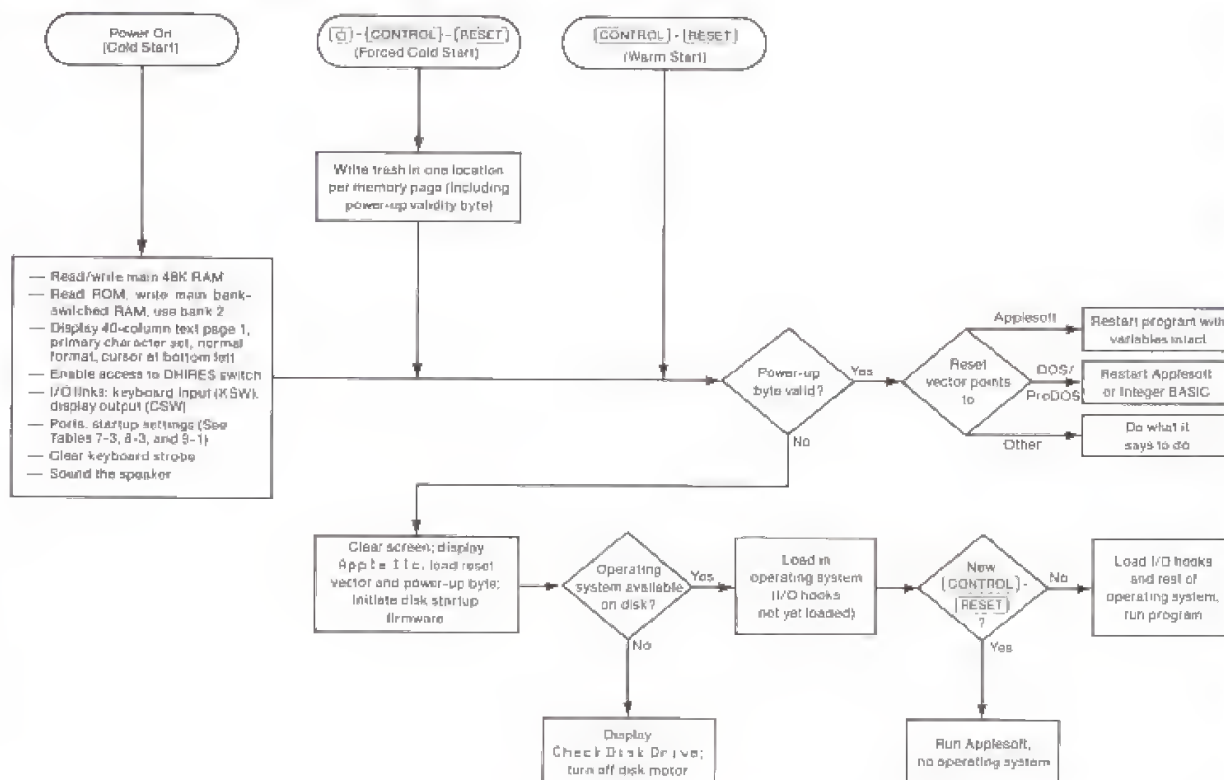 Power On
(Cold Start)
[CONTROL]-[RESET]
(Forced Cold Start)
[CONTROL]-[RESET]
(Warm Start)
Write trash in one location
per memory page (including
power-up validity byte)
— Read/write main 48K RAM
— Read ROM, write main bank-
switched RAM, use bank 2
— Display 40-column text page 1,
primary character set, normal
format, cursor at bottom left
— Enable access to DHIRES switch
— I/O links: keyboard input (KSW),
display output (CSW)
— Ports: startup settings (See
Tables 7-3, 8-3, and 9-1)
— Clear keyboard strobe
— Sound the speaker
Power-up
byte valid?
Yes
No
Reset
vector points
to
Applesoft
Restart program with
variables intact
DOS/
ProDOS
Restart Applesoft
or Integer BASIC
Other
Do what it
says to do
Clear screen; display
Apple IIc, load reset
vector and power-up byte;
initiate disk startup
firmware
Operating
system available
on disk?
Yes
No
Load in
operating system
(I/O hooks
not yet loaded)
New
[CONTROL]-
[RESET]
?
No
Yes
Load I/O hooks
and rest of
operating system,
run program
Display
Check Disk Drive;
turn off disk motor
Run Applesoft,
no operating system